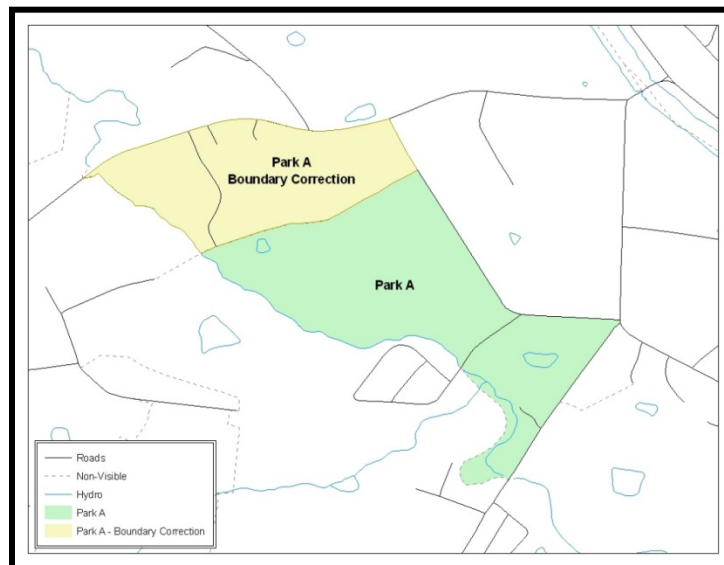 Park A
Boundary Correction
Park A
Roads
Non-Visible
Hydro
Park A
Park A - Boundary Correction